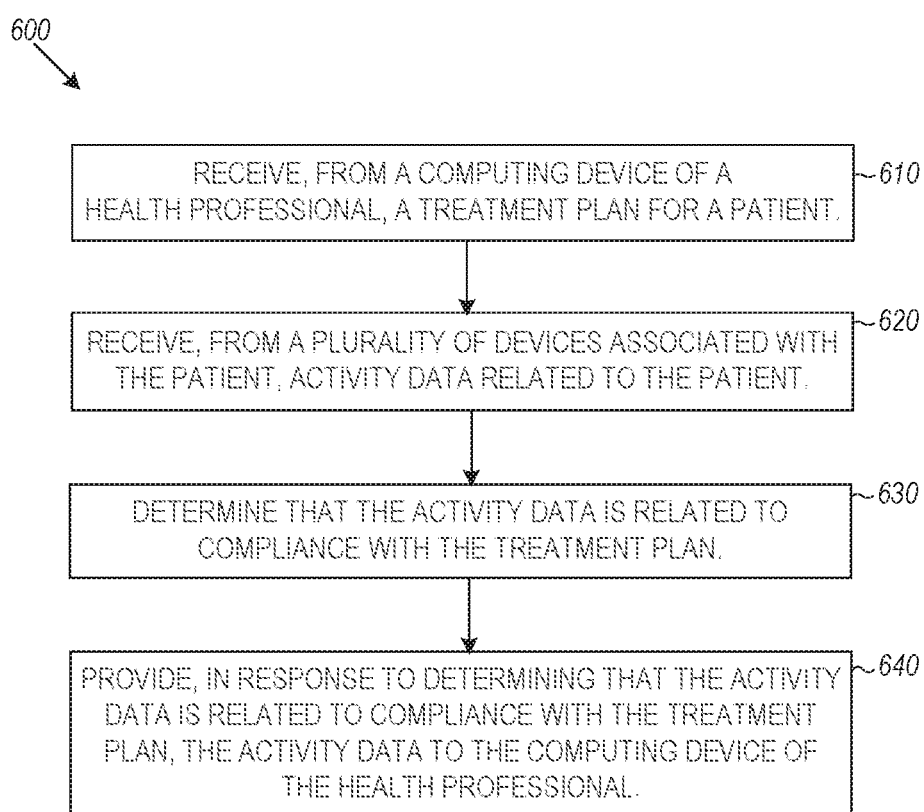 600
RECEIVE, FROM A COMPUTING DEVICE OF A
HEALTH PROFESSIONAL, A TREATMENT PLAN FOR A PATIENT.
610
RECEIVE, FROM A PLURALITY OF DEVICES ASSOCIATED WITH
THE PATIENT, ACTIVITY DATA RELATED TO THE PATIENT.
620
DETERMINE THAT THE ACTIVITY DATA IS RELATED TO
COMPLIANCE WITH THE TREATMENT PLAN.
630
PROVIDE, IN RESPONSE TO DETERMINING THAT THE ACTIVITY
DATA IS RELATED TO COMPLIANCE WITH THE TREATMENT
PLAN, THE ACTIVITY DATA TO THE COMPUTING DEVICE OF
THE HEALTH PROFESSIONAL.
640